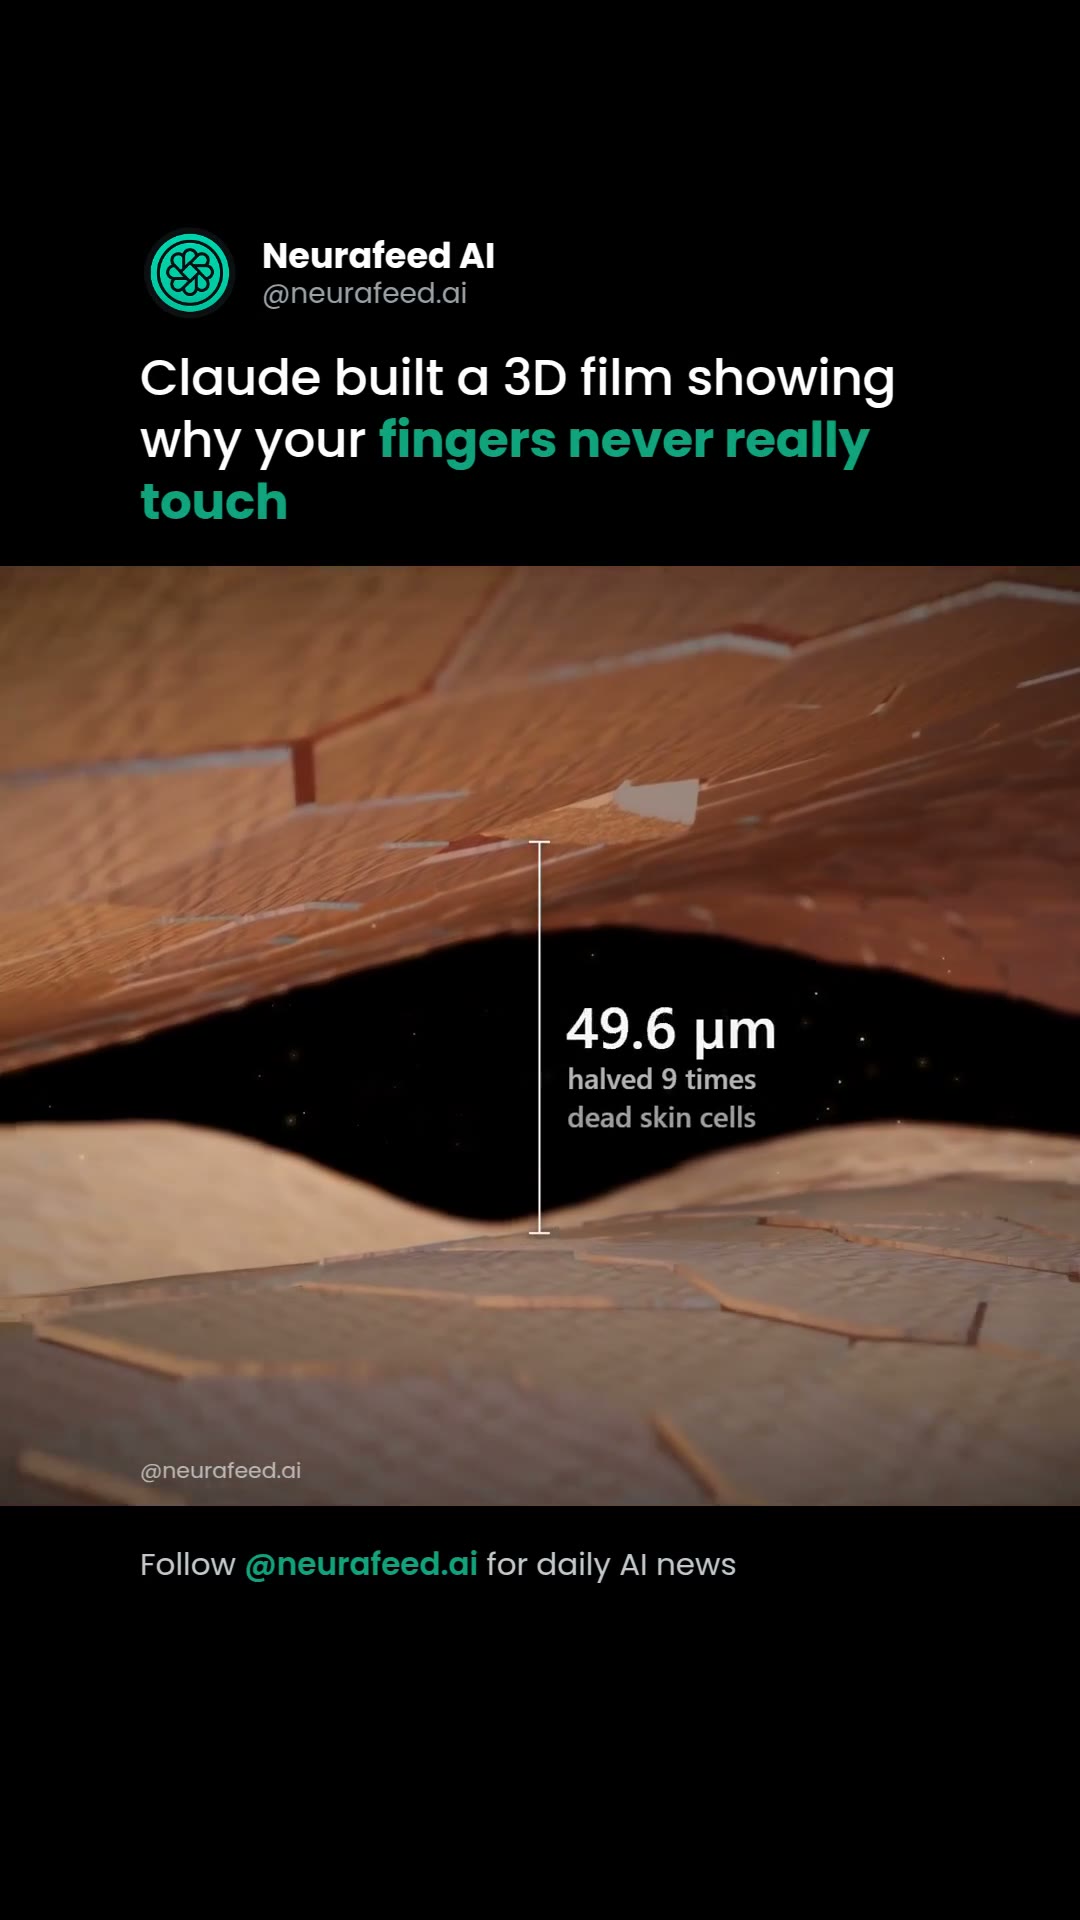 Neurafeed AI
@neurafeed.ai
Claude built a 3D film showing
why your fingers never really
touch
49.6 µm
halved 9 times
dead skin cells
@neurafeed.ai
Follow @neurafeed.ai for daily AI news